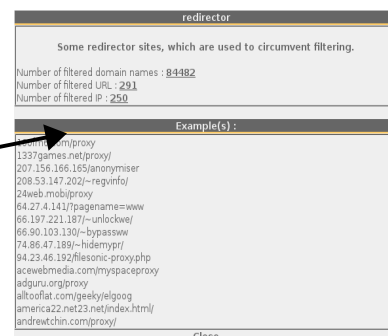 redirector
Some redirector sites, which are used to circumvent filtering.
Number of filtered domain names : 84482
Number of filtered URL : 291
Number of filtered IP : 250
Example(s) :
1337games.net/proxy/
207.156.166.165/anonymiser
208.53.147.202/~regvinfo/
24web.mobi/proxy
64.27.4.141/?pagename=www
66.197.221.187/~unlockwe/
66.90.103.130/~bypassww
74.86.47.189/~hidemypr/
94.23.46.192/filesonic-proxy.php
acewebmedia.com/myspaceproxy
adguru.org/proxy
alltooflat.com/geeky/elgoog
america22.net23.net/index.html/
andrewtchin.com/proxy/
Close